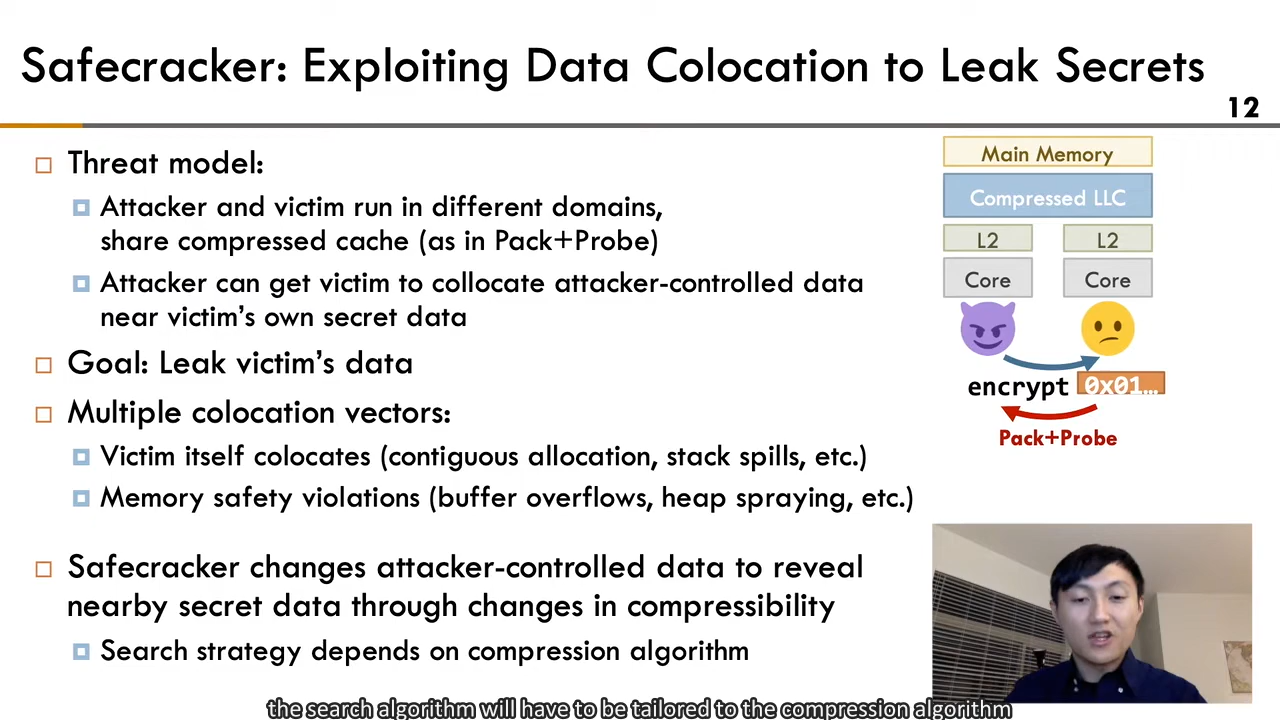 Safecracker: Exploiting Data Colocation to Leak Secrets
12
Threat model:
Attacker and victim run in different domains,
share compressed cache (as in Pack+Probe)
Attacker can get victim to collocate attacker-controlled data
near victim's own secret data
Goal: Leak victim's data
Multiple colocation vectors:
Victim itself colocates (contiguous allocation, stack spills, etc.)
Memory safety violations (buffer overflows, heap spraying, etc.)
Safecracker changes attacker-controlled data to reveal
nearby secret data through changes in compressibility
Search strategy depends on compression algorithm
Main Memory
Compressed LLC
L2 L2
Core Core
encrypt 0x01…
Pack+Probe
the search algorithm will have to be tailored to the compression algorithm